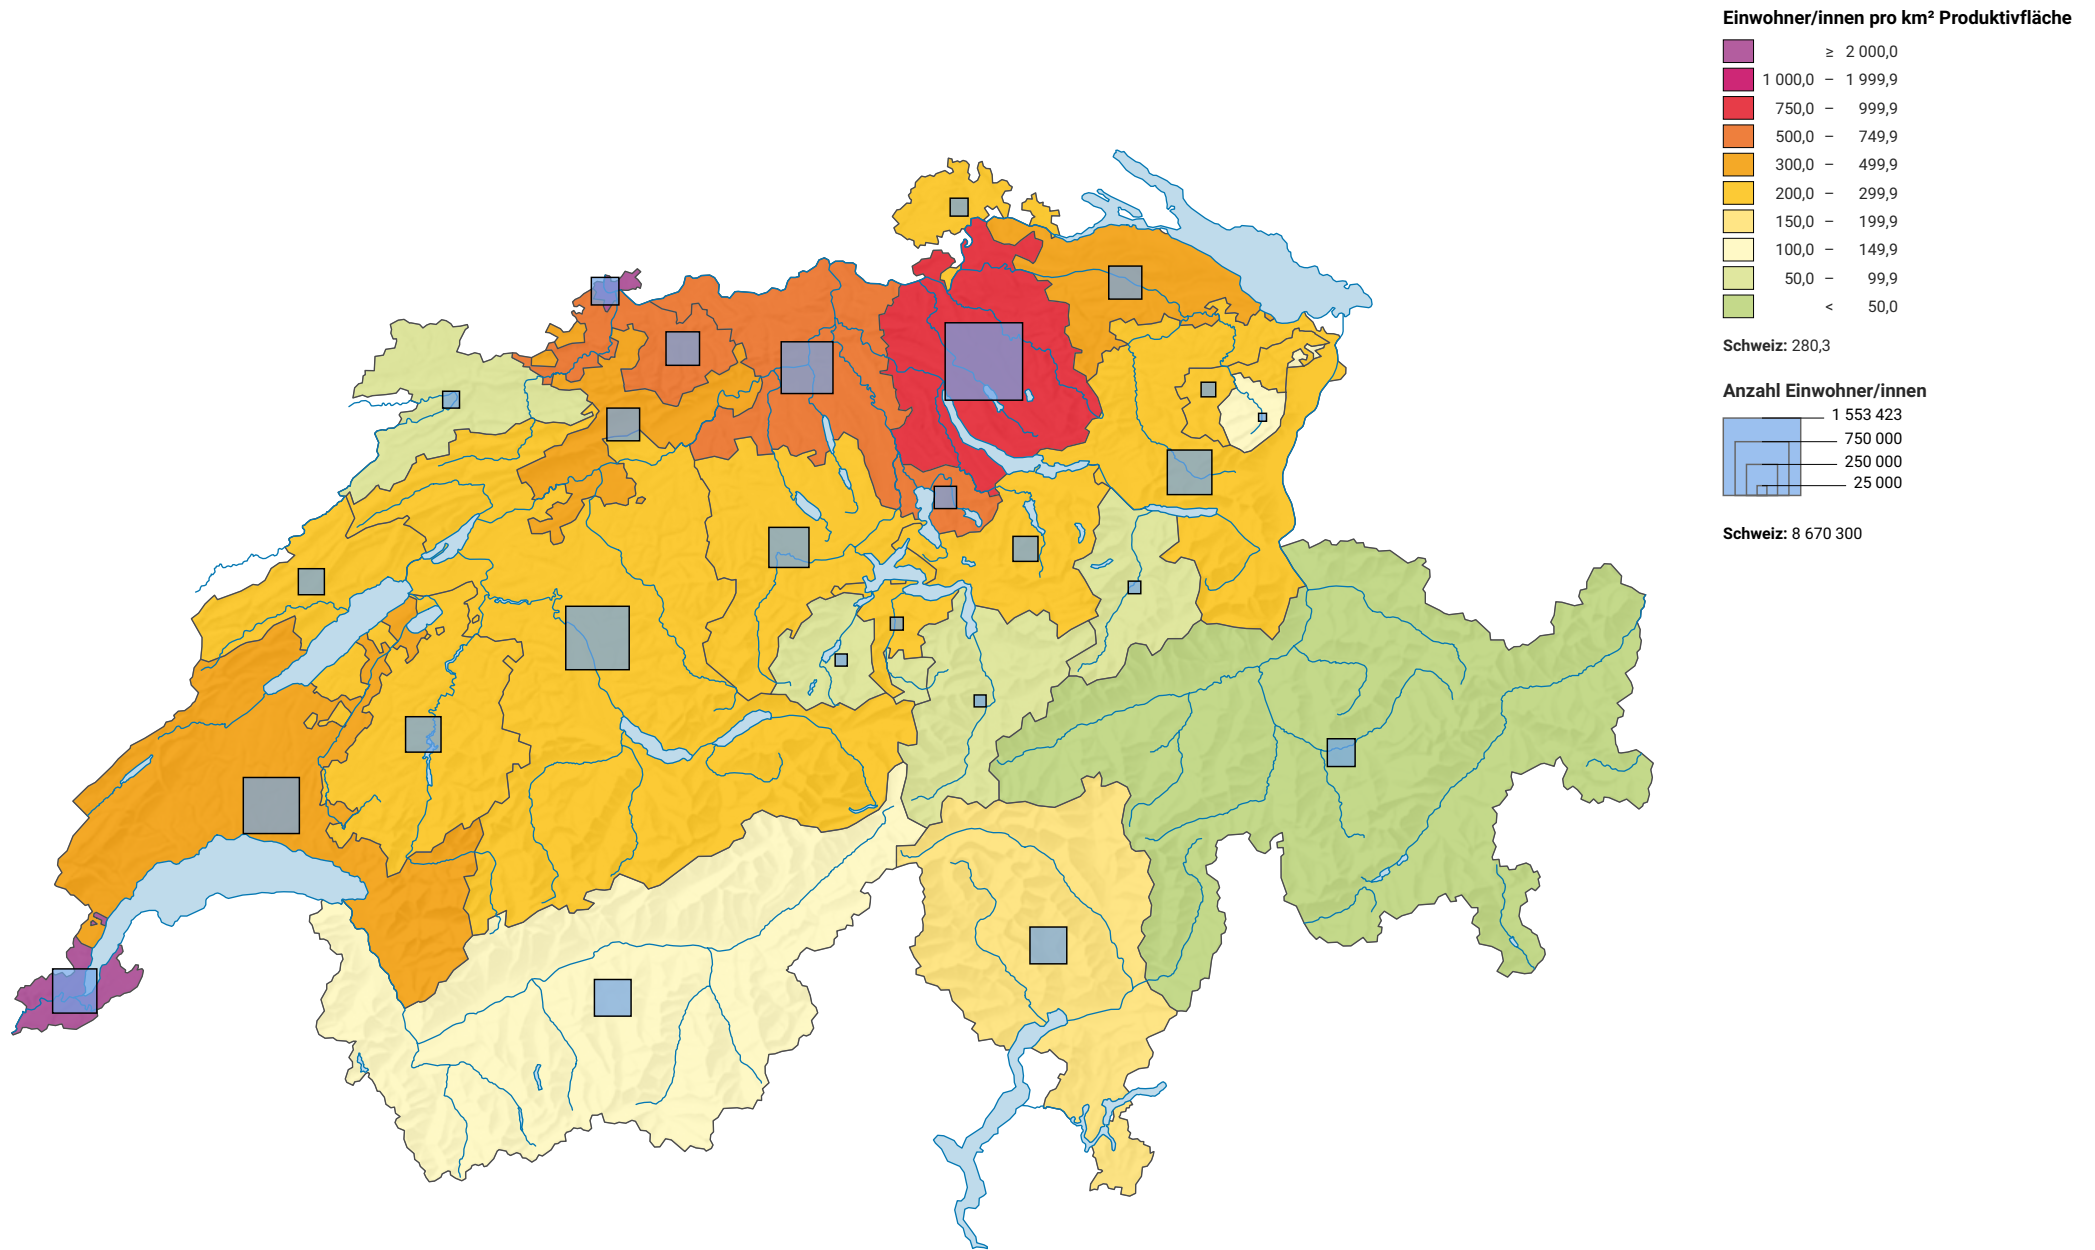 Einwohner/innen pro km² Produktivfläche
≥ 2 000,0
1 000,0 – 1 999,9
750,0 – 999,9
500,0 – 749,9
300,0 – 499,9
200,0 – 299,9
150,0 – 199,9
100,0 – 149,9
50,0 – 99,9
< 50,0
Schweiz: 280,3
Anzahl Einwohner/innen
1 553 423
750 000
250 000
25 000
Schweiz: 8 670 300